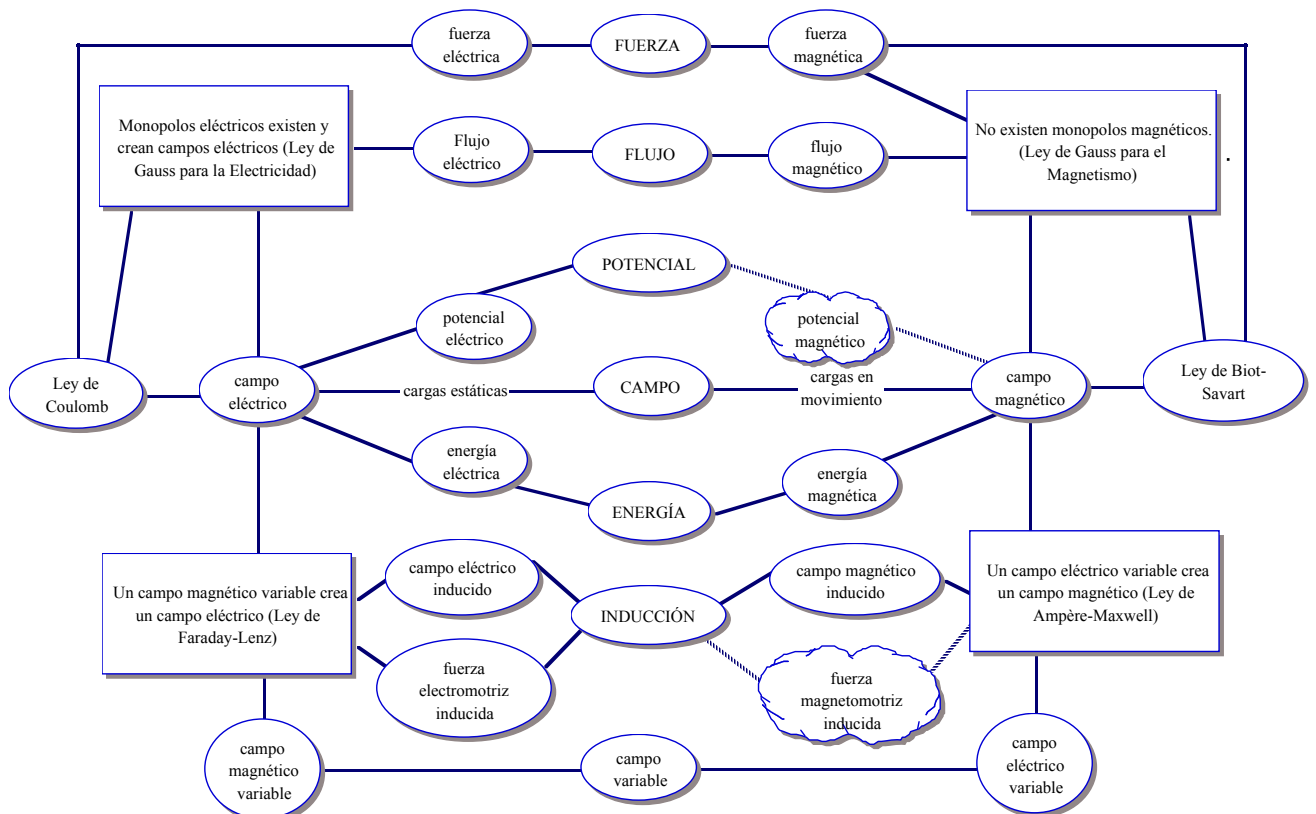 fuerza
eléctrica
FUERZA
fuerza
magnética
Monopolos eléctricos existen y
crean campos eléctricos (Ley de
Gauss para la Electricidad)
Flujo
eléctrico
FLUJO
flujo
magnético
No existen monopolos magnéticos.
(Ley de Gauss para el
Magnetismo)
.
POTENCIAL
potencial
eléctrico
potencial
magnético
Ley de
Coulomb
campo
eléctrico
cargas estáticas
CAMPO
cargas en
movimiento
campo
magnético
Ley de Biot-
Savart
energía
eléctrica
ENERGÍA
energía
magnética
Un campo magnético variable crea
un campo eléctrico (Ley de
Faraday-Lenz)
campo eléctrico
inducido
INDUCCIÓN
campo magnético
inducido
Un campo eléctrico variable crea
un campo magnético (Ley de
Ampère-Maxwell)
fuerza
electromotriz
inducida
fuerza
magnetomotriz
inducida
campo
magnético
variable
campo
variable
campo
eléctrico
variable